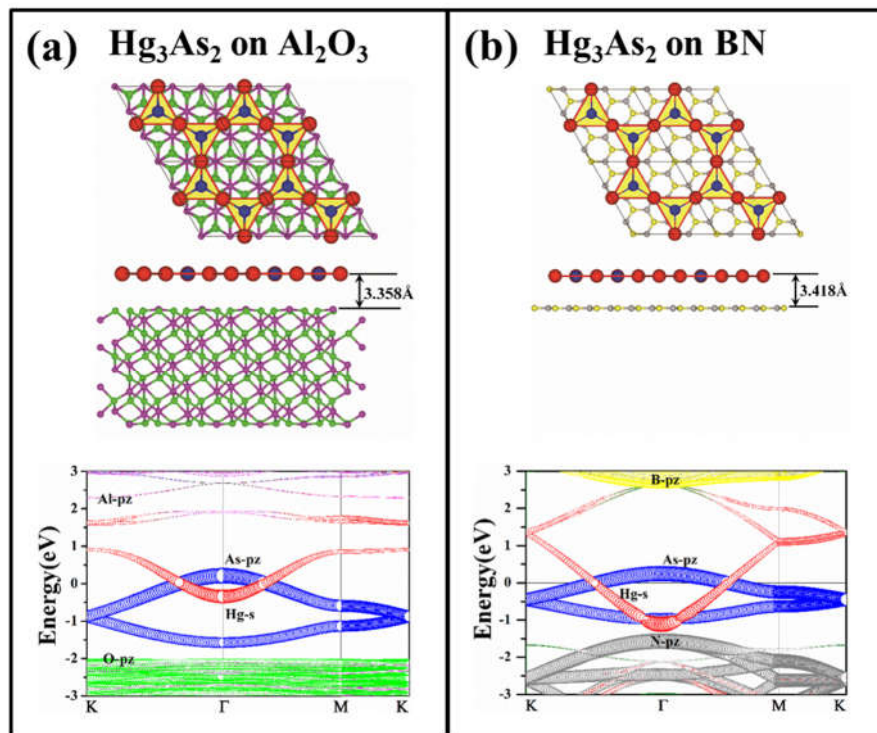 (a) Hg₃As₂ on Al₂O₃
3.358Å
3
2
1
0
-1
-2
-3
Energy(eV)
Al-pz
As-pz
Hg-s
O-pz
K
Γ
M
K
(b) Hg₃As₂ on BN
3.418Å
3
2
1
0
-1
-2
-3
Energy(eV)
B-pz
As-pz
Hg-s
N-pz
K
Γ
M
K